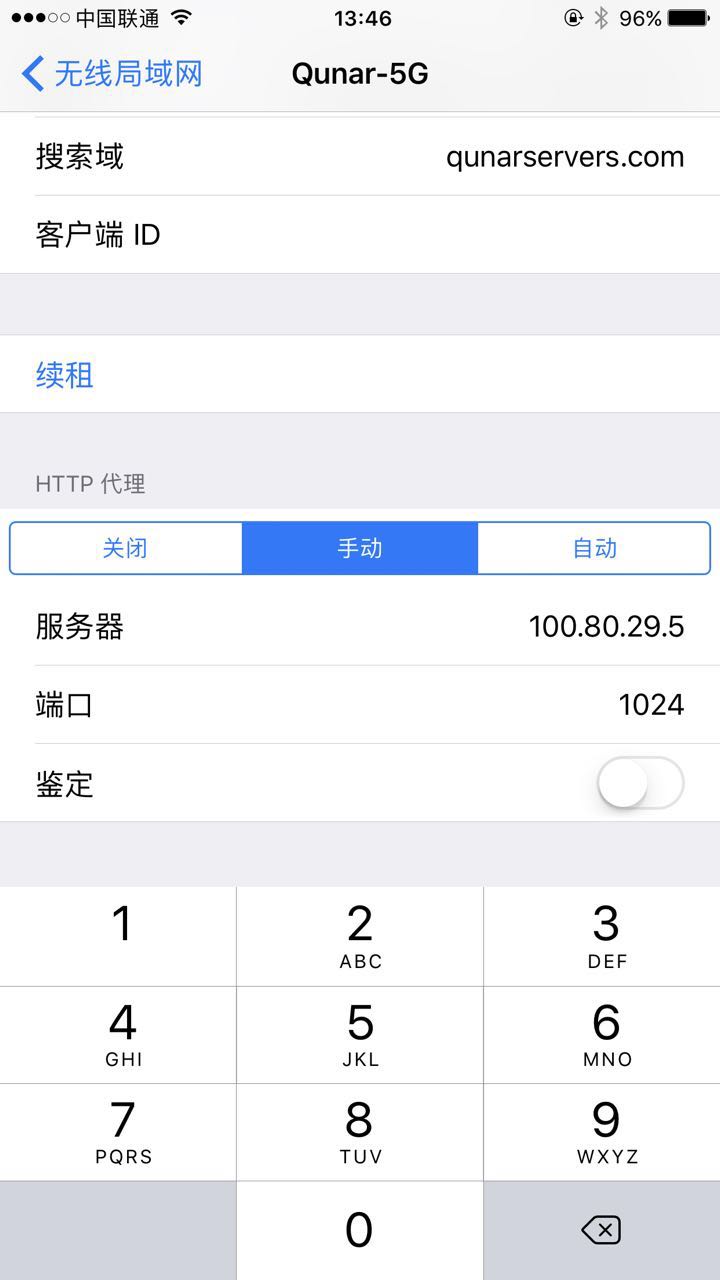 中国联通 13:46 96%
无线局域网 Qunar-5G
搜索域 qunarservers.com
客户端 ID
续租
HTTP 代理
关闭 手动 自动
服务器 100.80.29.5
端口 1024
鉴定
1 2 3
ABC DEF
4 5 6
GHI JKL MNO
7 8 9
PQRS TUV WXYZ
0